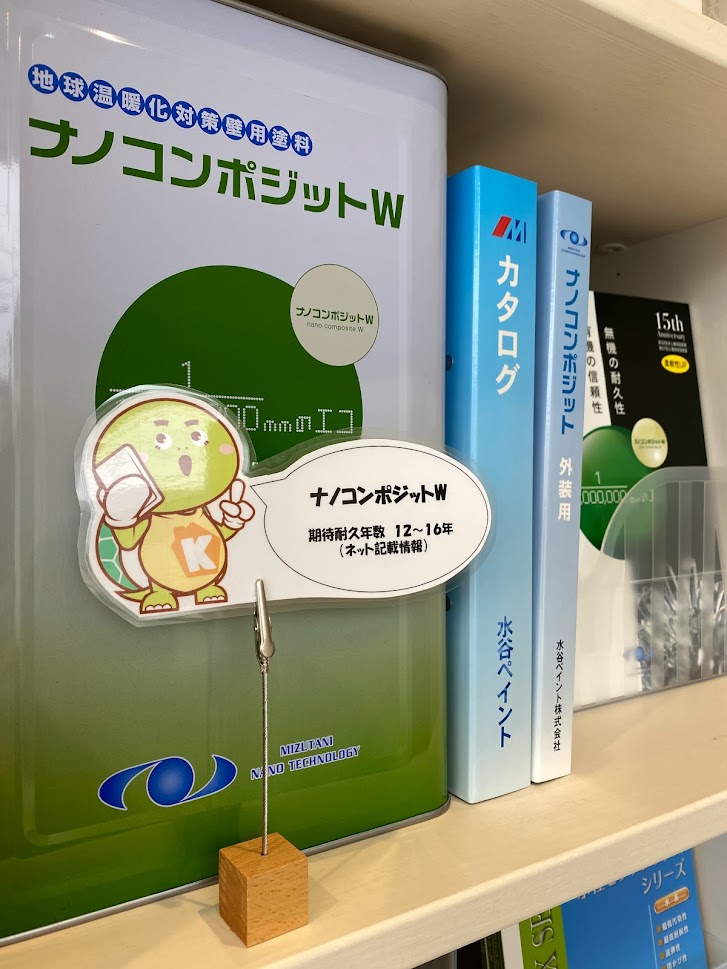 地球温暖化対策壁用塗料
ナノコンポジットW
ナノコンポジットW
nano composite W
1
00mmのエコ
K
ナノコンポジットW
期待耐久年数 12〜16年
(ネット記載情報)
MIZUTANI
NANO TECHNOLOGY
M
カタログ
水谷ペイント
ナノコンポジット 外装用
水谷ペイント株式会社
15th
Anniversary
無機の耐久性
機の信頼性
ナノコンポジットW
1
,000,000
シリーズ